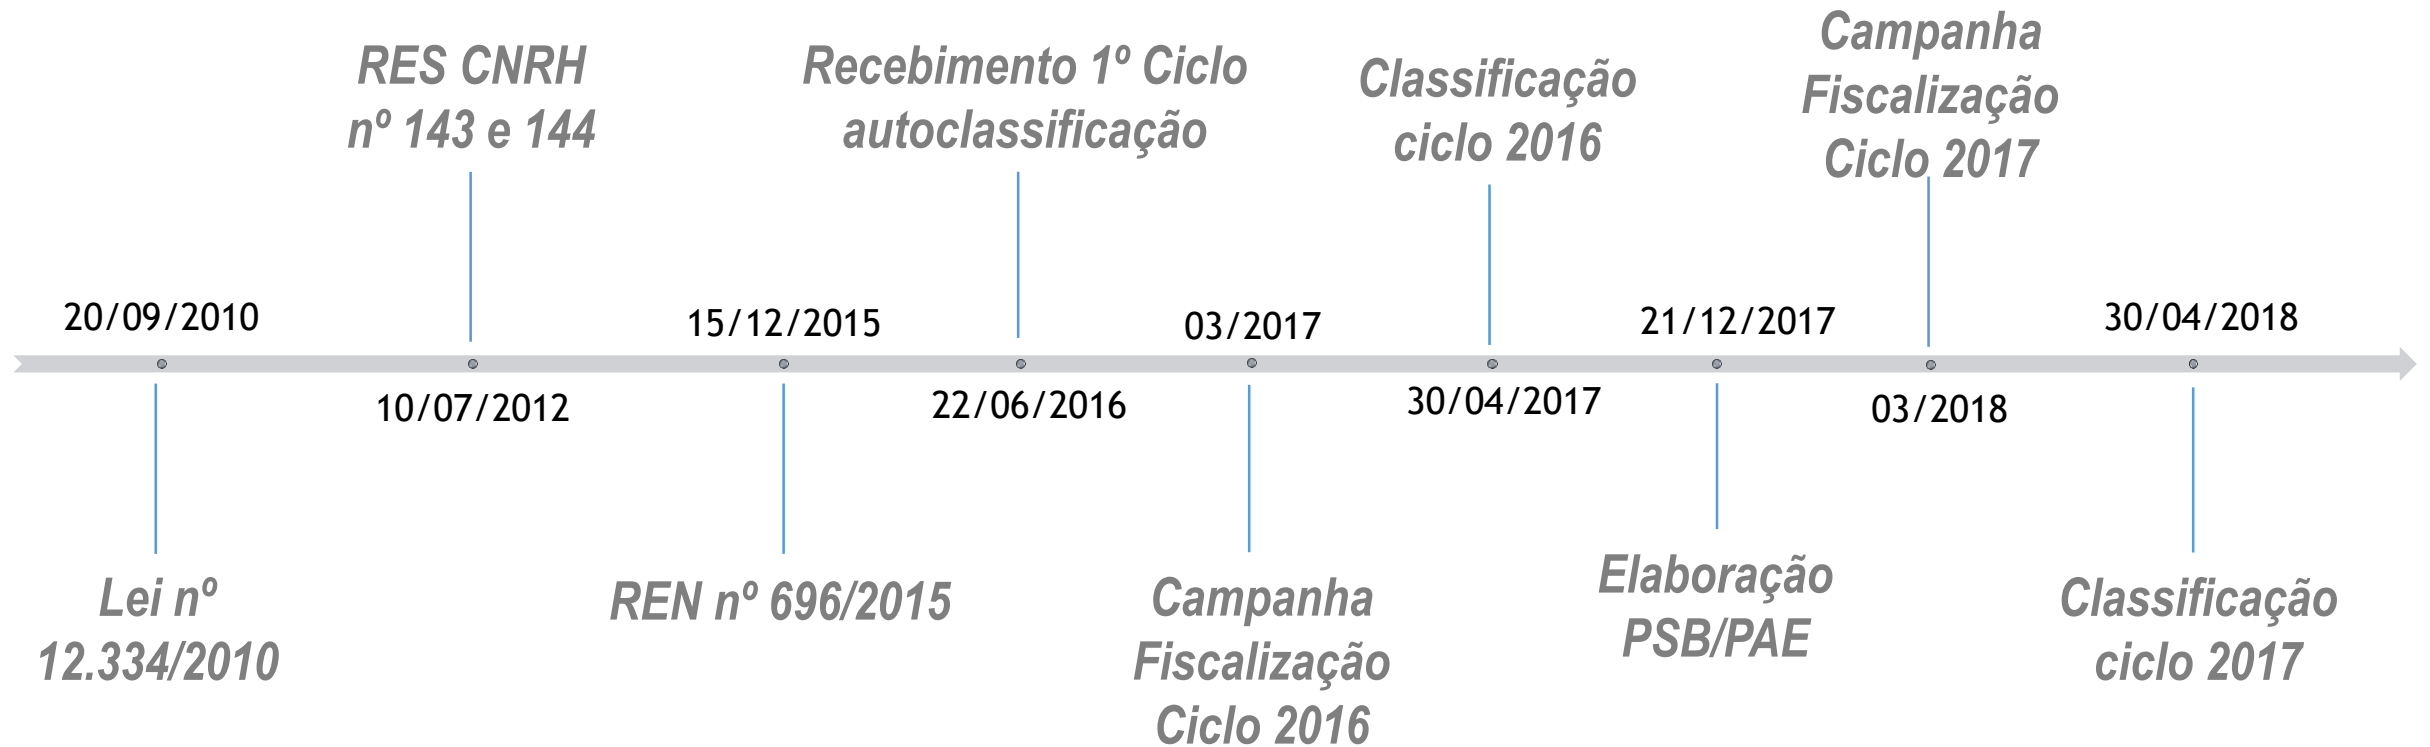 RES CNRH
nº 143 e 144
Recebimento 1º Ciclo
autoclassificação
Classificação
ciclo 2016
Campanha
Fiscalização
Ciclo 2017
20/09/2010
15/12/2015
03/2017
21/12/2017
30/04/2018
10/07/2012
22/06/2016
30/04/2017
03/2018
Lei nº
12.334/2010
REN nº 696/2015
Campanha
Fiscalização
Ciclo 2016
Elaboração
PSB/PAE
Classificação
ciclo 2017